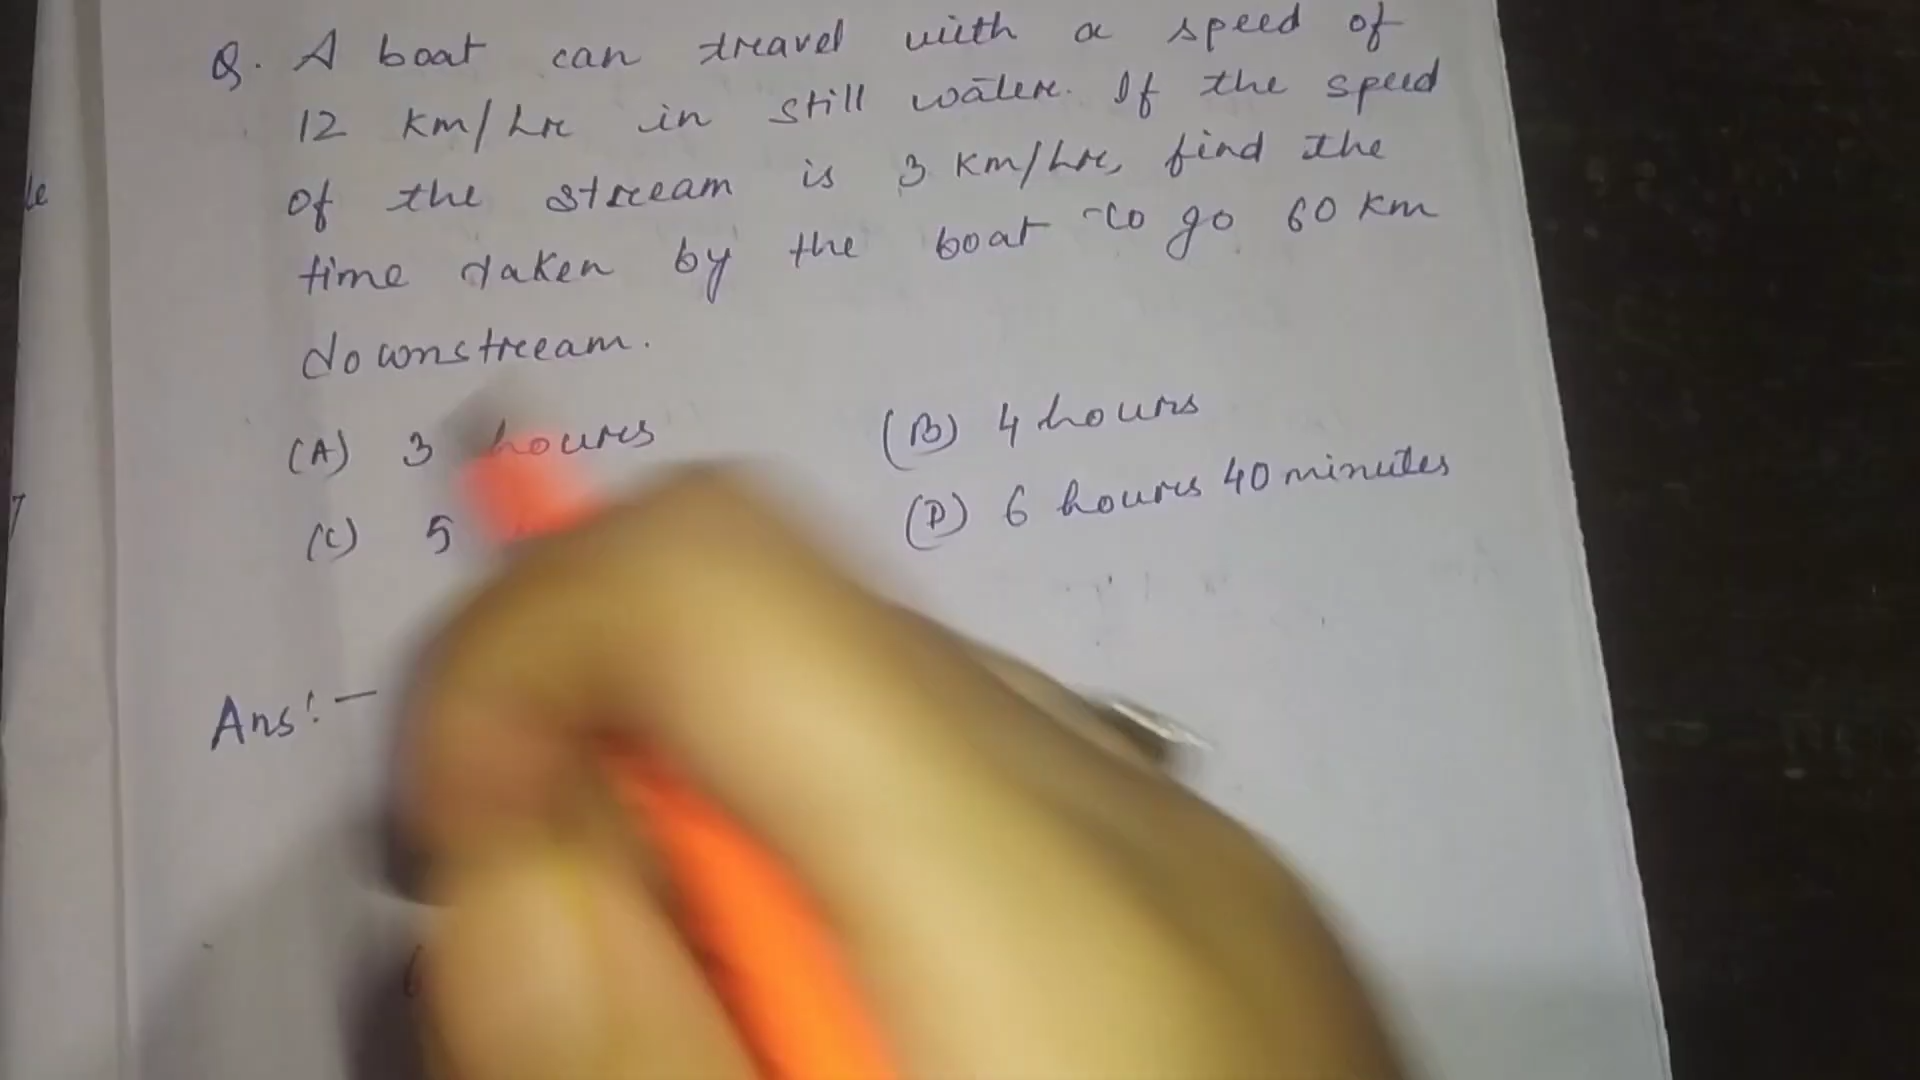 Q. A boat can travel with a speed of
12 km/hr in still water. If the speed
of the stream is 3 km/hr, find the
time taken by the boat to go 60 km
downstream.
(A) 3 hours (B) 4 hours
(C) 5 (D) 6 hours 40 minutes
Ans:-